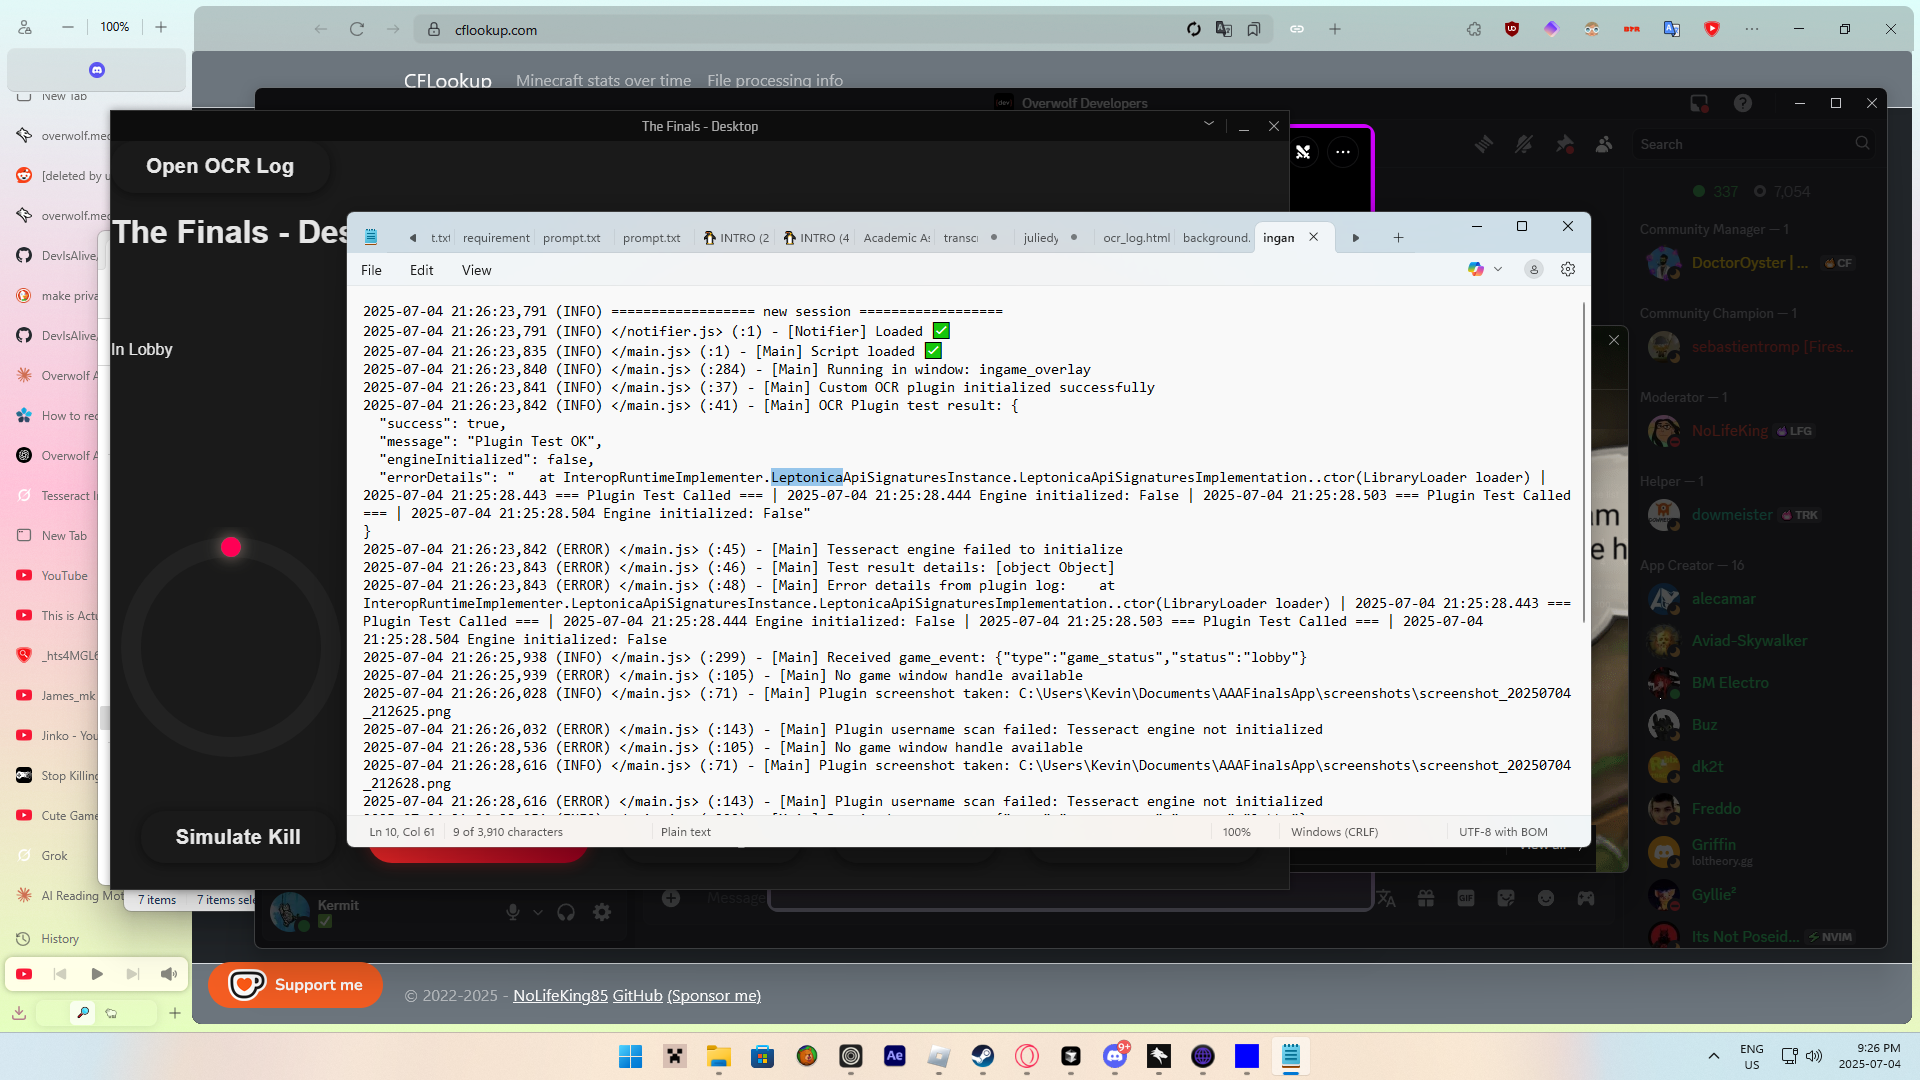 100%
cflookup.com
CFLookup Minecraft stats over time File processing info
New Tab
Overwolf Developers
The Finals - Desktop
overwolf.med
Open OCR Log
Search
[deleted by u
337 7,054
overwolf.med
Community Manager — 1
The Finals - Des
t.txt requirement prompt.txt prompt.txt INTRO (2 INTRO (4 Academic As transcr juliedy ocr_log.html background. ingan
DevIsAlive
DoctorOyster | ... CF
File Edit View
make priva
Community Champion — 1
2025-07-04 21:26:23,791 (INFO) ================== new session ==================
2025-07-04 21:26:23,791 (INFO) </notifier.js> (:1) - [Notifier] Loaded ✅
DevIsAlive
sebastientromp [Fires...
In Lobby
2025-07-04 21:26:23,835 (INFO) </main.js> (:1) - [Main] Script loaded ✅
2025-07-04 21:26:23,840 (INFO) </main.js> (:284) - [Main] Running in window: ingame_overlay
Overwolf A
2025-07-04 21:26:23,841 (INFO) </main.js> (:37) - [Main] Custom OCR plugin initialized successfully
Moderator — 1
2025-07-04 21:26:23,842 (INFO) </main.js> (:41) - [Main] OCR Plugin test result: {
How to rec
"success": true,
NoLifeKing LFG
"message": "Plugin Test OK",
Overwolf A
"engineInitialized": false,
"errorDetails": "   at InteropRuntimeImplementer.LeptonicaApiSignaturesInstance.LeptonicaApiSignaturesImplementation..ctor(LibraryLoader loader) |
Helper — 1
Tesseract I
2025-07-04 21:25:28.443 === Plugin Test Called === | 2025-07-04 21:25:28.444 Engine initialized: False | 2025-07-04 21:25:28.503 === Plugin Test Called
=== | 2025-07-04 21:25:28.504 Engine initialized: False"
dowmeister TRK
}
New Tab
2025-07-04 21:26:23,842 (ERROR) </main.js> (:45) - [Main] Tesseract engine failed to initialize
2025-07-04 21:26:23,843 (ERROR) </main.js> (:46) - [Main] Test result details: [object Object]
App Creator — 16
YouTube
2025-07-04 21:26:23,843 (ERROR) </main.js> (:48) - [Main] Error details from plugin log:    at
InteropRuntimeImplementer.LeptonicaApiSignaturesInstance.LeptonicaApiSignaturesImplementation..ctor(LibraryLoader loader) | 2025-07-04 21:25:28.443 ===
alecamar
This is Actu
Plugin Test Called === | 2025-07-04 21:25:28.444 Engine initialized: False | 2025-07-04 21:25:28.503 === Plugin Test Called === | 2025-07-04
21:25:28.504 Engine initialized: False
Aviad-Skywalker
_hts4MGL6
2025-07-04 21:26:25,938 (INFO) </main.js> (:299) - [Main] Received game_event: {"type":"game_status","status":"lobby"}
2025-07-04 21:26:25,939 (ERROR) </main.js> (:105) - [Main] No game window handle available
BM Electro
James_mk
2025-07-04 21:26:26,028 (INFO) </main.js> (:71) - [Main] Plugin screenshot taken: C:\Users\Kevin\Documents\AAAFinalsApp\screenshots\screenshot_20250704
_212625.png
Buz
Jinko - You
2025-07-04 21:26:26,032 (ERROR) </main.js> (:143) - [Main] Plugin username scan failed: Tesseract engine not initialized
2025-07-04 21:26:28,536 (ERROR) </main.js> (:105) - [Main] No game window handle available
dk2t
Stop Killing
2025-07-04 21:26:28,616 (INFO) </main.js> (:71) - [Main] Plugin screenshot taken: C:\Users\Kevin\Documents\AAAFinalsApp\screenshots\screenshot_20250704
_212628.png
2025-07-04 21:26:28,616 (ERROR) </main.js> (:143) - [Main] Plugin username scan failed: Tesseract engine not initialized
Freddo
Cute Game
Simulate Kill
Ln 10, Col 61 9 of 3,910 characters Plain text 100% Windows (CRLF) UTF-8 with BOM
Griffin
loltheory.gg
Grok
AI Reading Mot
Gyllie²
7 items 7 items sele
Kermit
Message
Its Not Poseid... NVIM
History
Support me
© 2022-2025 - NoLifeKing85 GitHub (Sponsor me)
Ae
9+
ENG
US
9:26 PM
2025-07-04